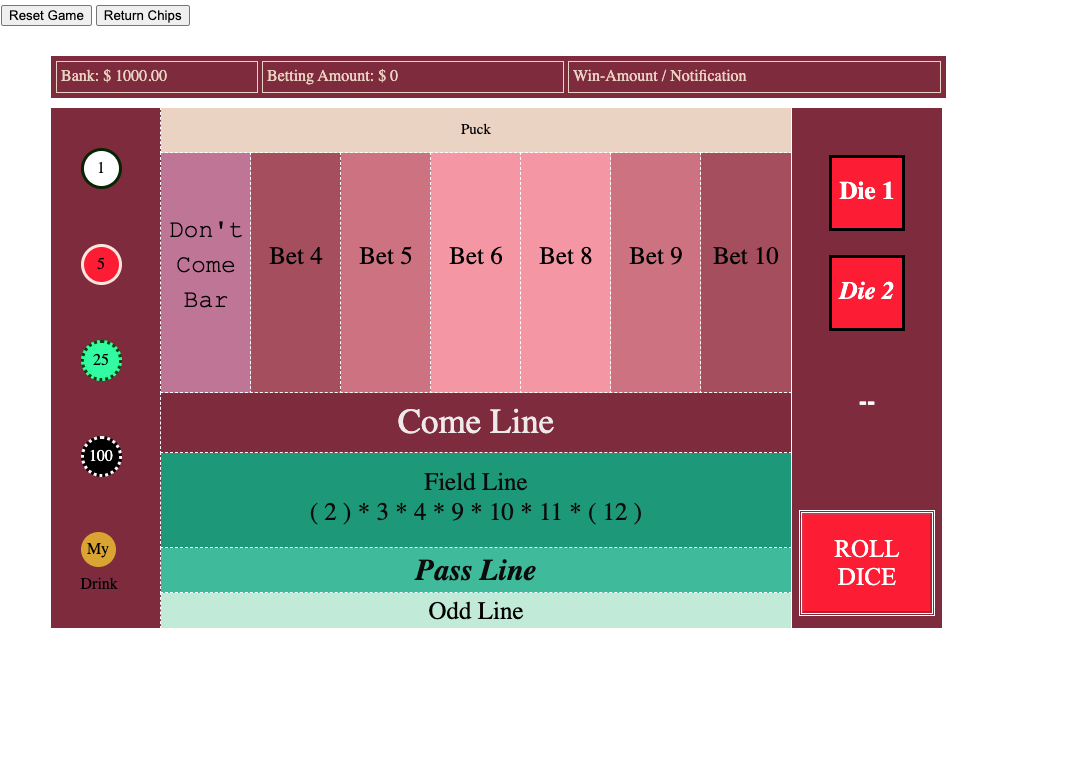 Reset Game Return Chips
Bank: $ 1000.00 Betting Amount: $ 0 Win-Amount / Notification
Puck
1
5
25
100
My
Drink
Don't
Come
Bar
Bet 4 Bet 5 Bet 6 Bet 8 Bet 9 Bet 10
Come Line
Field Line
( 2 ) * 3 * 4 * 9 * 10 * 11 * ( 12 )
Pass Line
Odd Line
Die 1
Die 2
--
ROLL
DICE